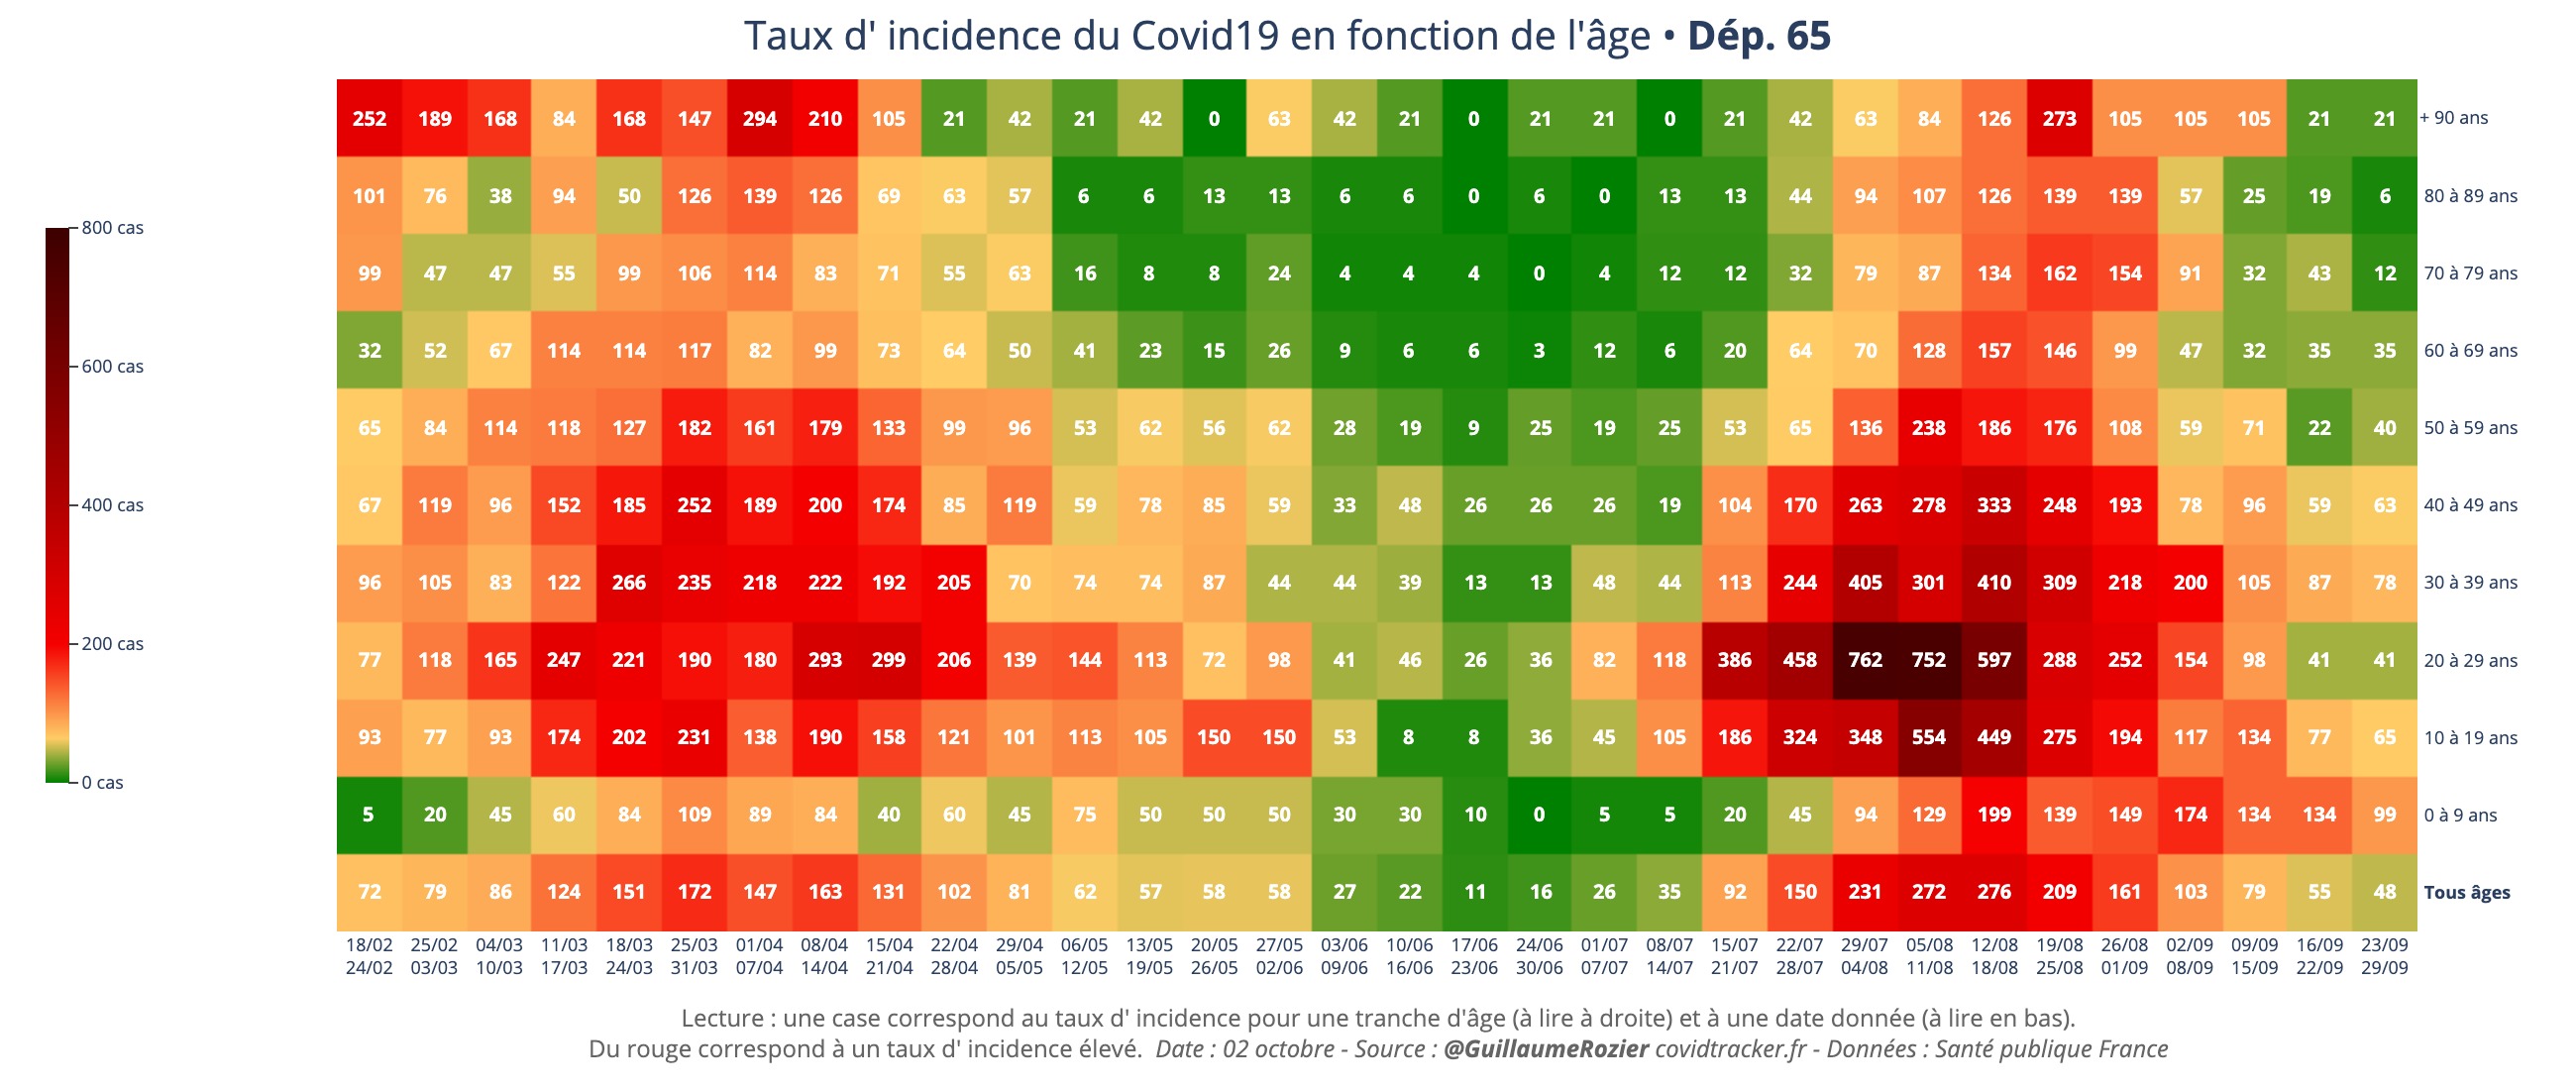 Taux d' incidence du Covid19 en fonction de l'âge • Dép. 65
800 cas
600 cas
400 cas
200 cas
0 cas
252 189 168 84 168 147 294 210 105 21 42 21 42 0 63 42 21 0 21 21 0 21 42 63 84 126 273 105 105 105 21 21 + 90 ans
101 76 38 94 50 126 139 126 69 63 57 6 6 13 13 6 6 0 6 0 13 13 44 94 107 126 139 139 57 25 19 6 80 à 89 ans
99 47 47 55 99 106 114 83 71 55 63 16 8 8 24 4 4 4 0 4 12 12 32 79 87 134 162 154 91 32 43 12 70 à 79 ans
32 52 67 114 114 117 82 99 73 64 50 41 23 15 26 9 6 6 3 12 6 20 64 70 128 157 146 99 47 32 35 35 60 à 69 ans
65 84 114 118 127 182 161 179 133 99 96 53 62 56 62 28 19 9 25 19 25 53 65 136 238 186 176 108 59 71 22 40 50 à 59 ans
67 119 96 152 185 252 189 200 174 85 119 59 78 85 59 33 48 26 26 26 19 104 170 263 278 333 248 193 78 96 59 63 40 à 49 ans
96 105 83 122 266 235 218 222 192 205 70 74 74 87 44 44 39 13 13 48 44 113 244 405 301 410 309 218 200 105 87 78 30 à 39 ans
77 118 165 247 221 190 180 293 299 206 139 144 113 72 98 41 46 26 36 82 118 386 458 762 752 597 288 252 154 98 41 41 20 à 29 ans
93 77 93 174 202 231 138 190 158 121 101 113 105 150 150 53 8 8 36 45 105 186 324 348 554 449 275 194 117 134 77 65 10 à 19 ans
5 20 45 60 84 109 89 84 40 60 45 75 50 50 50 30 30 10 0 5 5 20 45 94 129 199 139 149 174 134 134 99 0 à 9 ans
72 79 86 124 151 172 147 163 131 102 81 62 57 58 58 27 22 11 16 26 35 92 150 231 272 276 209 161 103 79 55 48 Tous âges
18/02 25/02 04/03 11/03 18/03 25/03 01/04 08/04 15/04 22/04 29/04 06/05 13/05 20/05 27/05 03/06 10/06 17/06 24/06 01/07 08/07 15/07 22/07 29/07 05/08 12/08 19/08 26/08 02/09 09/09 16/09 23/09
24/02 03/03 10/03 17/03 24/03 31/03 07/04 14/04 21/04 28/04 05/05 12/05 19/05 26/05 02/06 09/06 16/06 23/06 30/06 07/07 14/07 21/07 28/07 04/08 11/08 18/08 25/08 01/09 08/09 15/09 22/09 29/09
Lecture : une case correspond au taux d' incidence pour une tranche d'âge (à lire à droite) et à une date donnée (à lire en bas).
Du rouge correspond à un taux d' incidence élevé. Date : 02 octobre - Source : @GuillaumeRozier covidtracker.fr - Données : Santé publique France